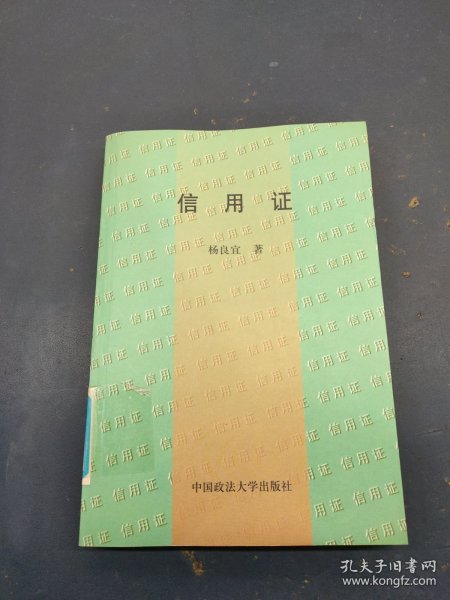 信用证
杨良宜 著
中国政法大学出版社
孔夫子旧书网
www.kongfz.com